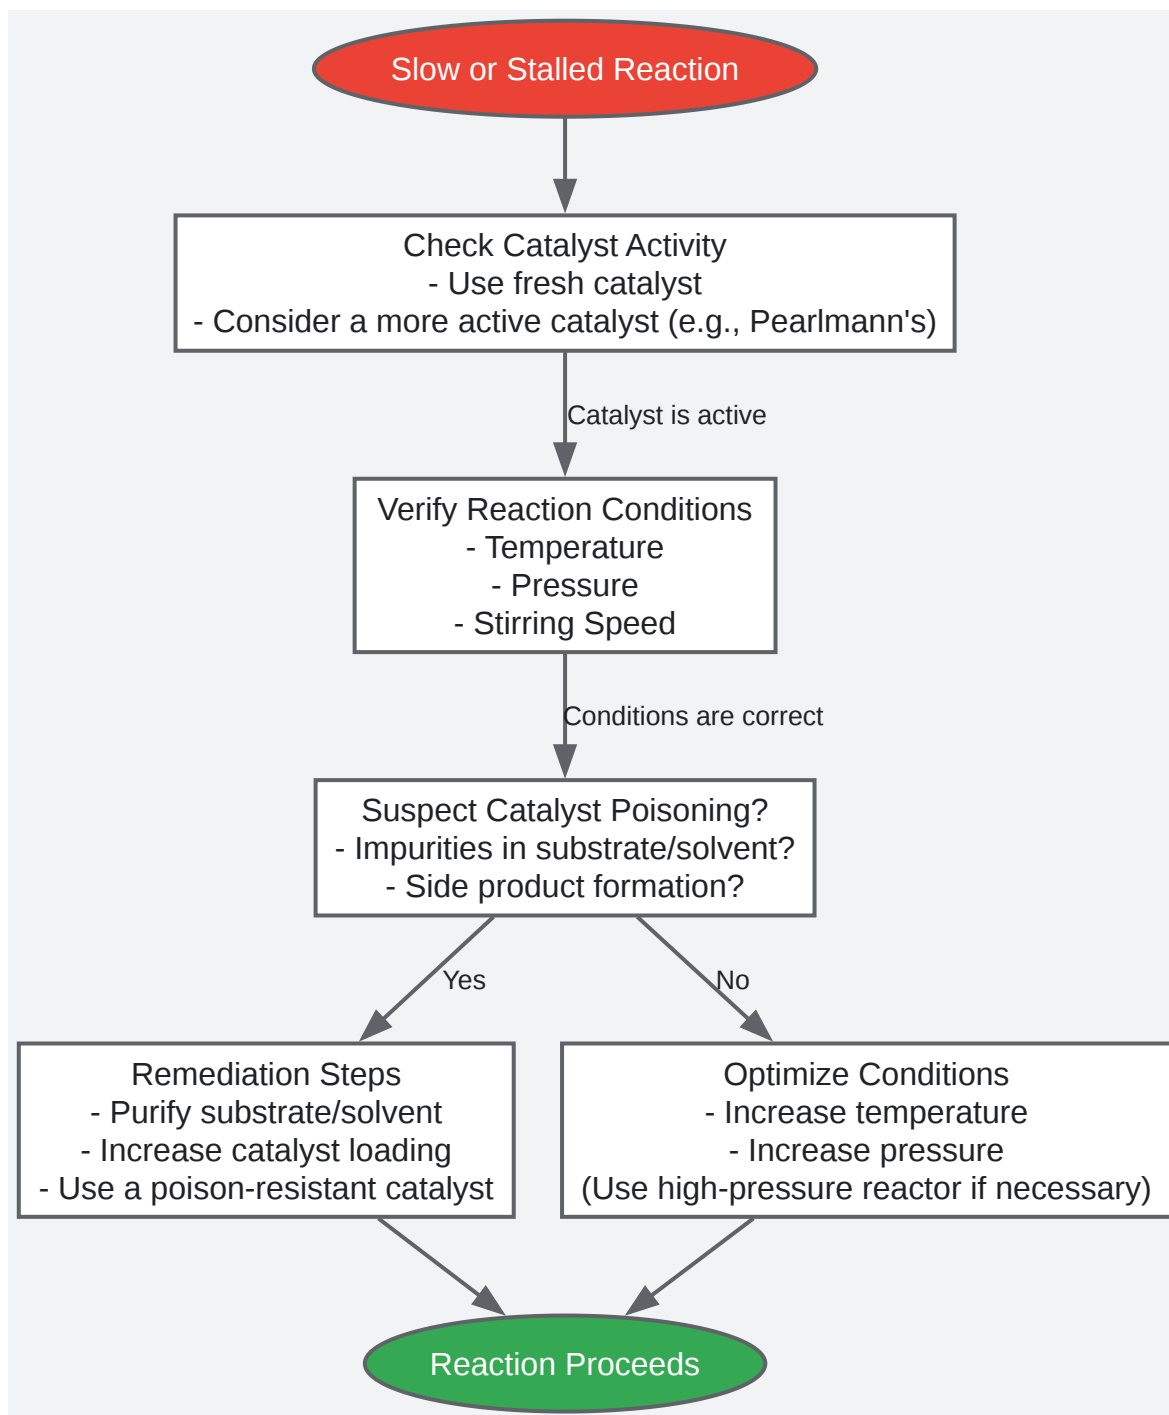 Slow or Stalled Reaction
Check Catalyst Activity
- Use fresh catalyst
- Consider a more active catalyst (e.g., Pearlmann's)
Catalyst is active
Verify Reaction Conditions
- Temperature
- Pressure
- Stirring Speed
Conditions are correct
Suspect Catalyst Poisoning?
- Impurities in substrate/solvent?
- Side product formation?
Yes
No
Remediation Steps
- Purify substrate/solvent
- Increase catalyst loading
- Use a poison-resistant catalyst
Optimize Conditions
- Increase temperature
- Increase pressure
(Use high-pressure reactor if necessary)
Reaction Proceeds